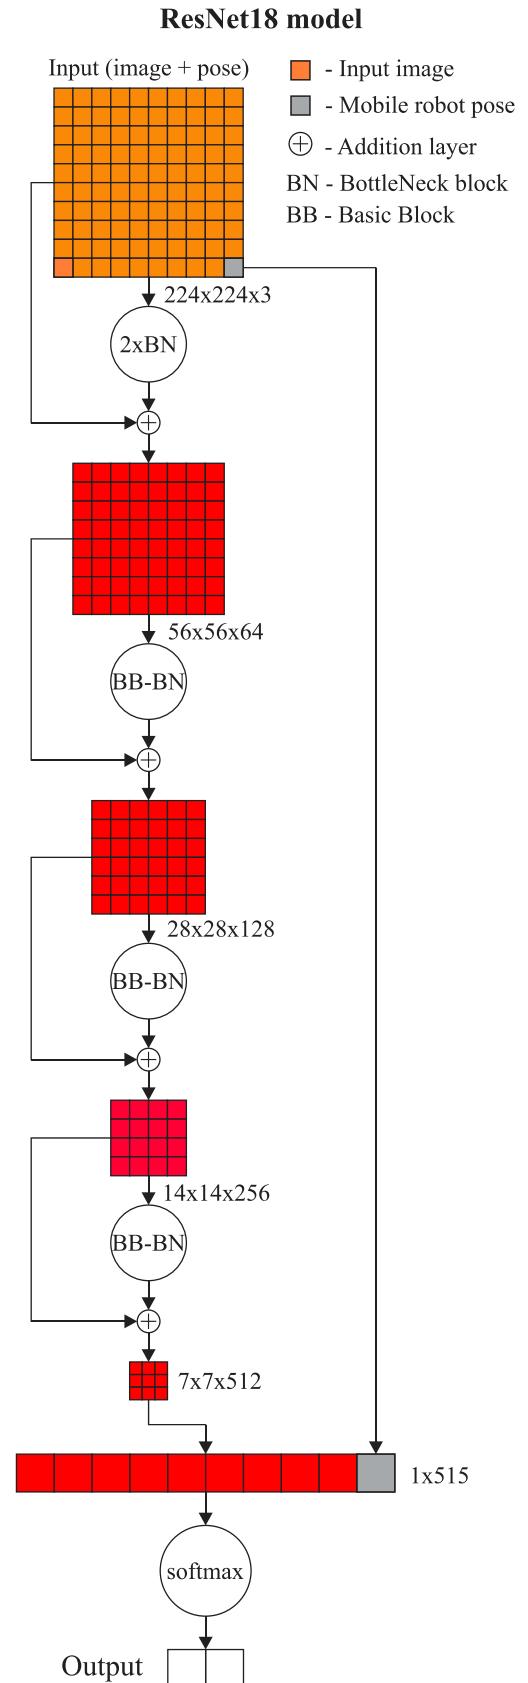 ResNet18 model
Input (image + pose)
- Input image
- Mobile robot pose
- Addition layer
BN - BottleNeck block
BB - Basic Block
224x224x3
2xBN
56x56x64
BB-BN
28x28x128
BB-BN
14x14x256
BB-BN
7x7x512
1x515
softmax
Output